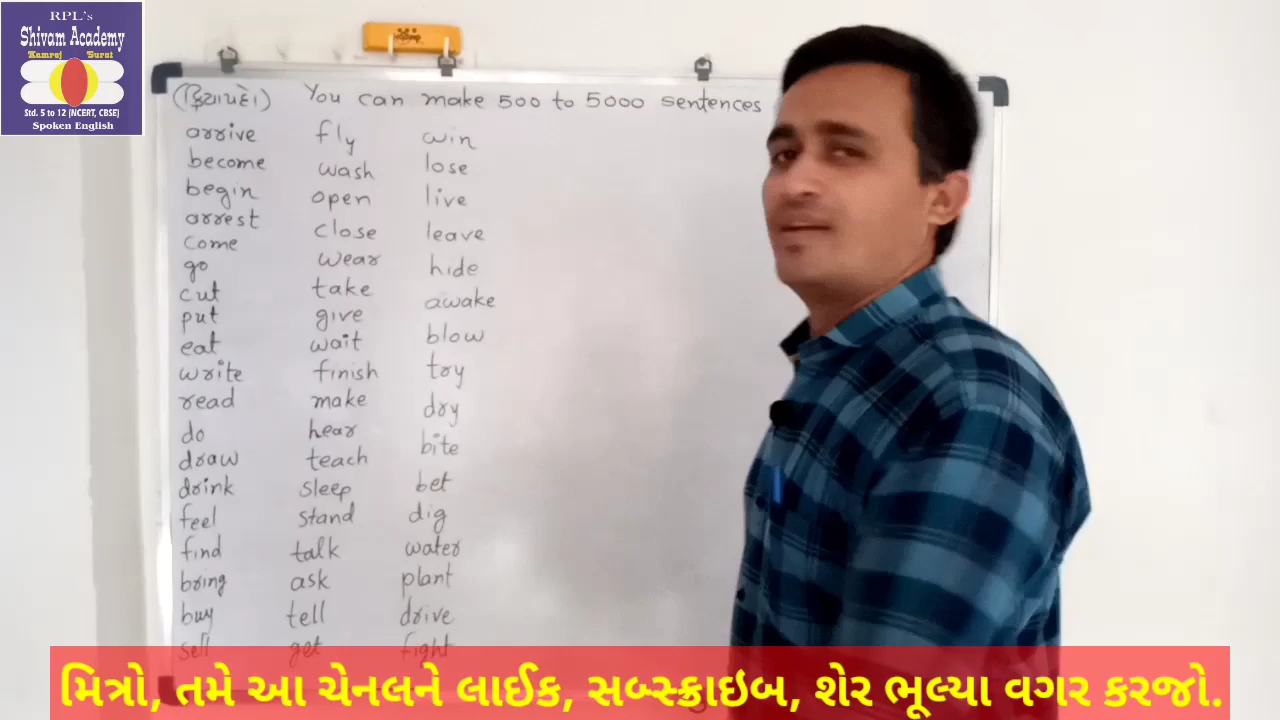 RPL's
Shivam Academy
Kamrej Surat
Std. 5 to 12 (NCERT, CBSE)
Spoken English
(ક્રિયાપદો) You can make 500 to 5000 sentences
arrive fly win
become wash lose
begin open live
arrest close leave
come wear hide
go take awake
cut give blow
put wait try
eat finish dry
write make bite
read hear bet
do teach dig
draw sleep water
drink stand plant
feel talk drive
find ask fight
bring tell
buy get
sell
મિત્રો, તમે આ ચેનલને લાઈક, સબ્સ્ક્રાઇબ, શેર ભૂલ્યા વગર કરજો.